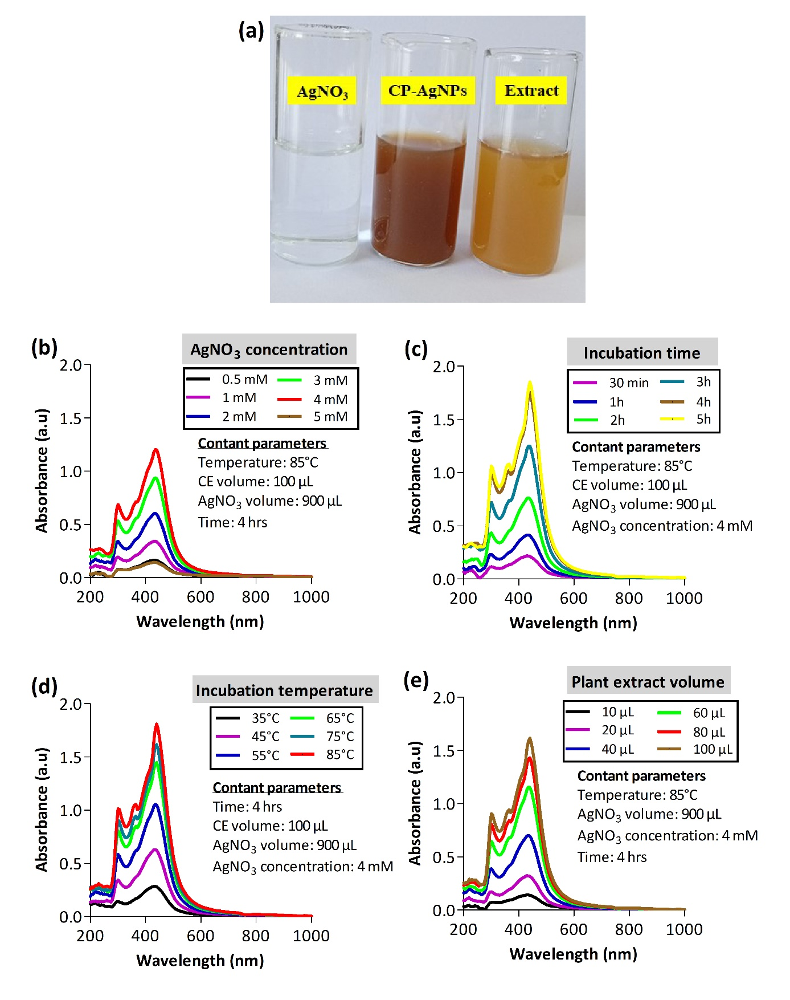 (a)
AgNO₃
CP-AgNPs
Extract
(b)
AgNO₃ concentration
0.5 mM
3 mM
1 mM
4 mM
2 mM
5 mM
Contant parameters
Temperature: 85°C
CE volume: 100 µL
AgNO₃ volume: 900 µL
Time: 4 hrs
2.0
1.5
1.0
0.5
0.0
Absorbance (a.u)
200 400 600 800 1000
Wavelength (nm)
(c)
Incubation time
30 min
3h
1h
4h
2h
5h
Contant parameters
Temperature: 85°C
CE volume: 100 µL
AgNO₃ volume: 900 µL
AgNO₃ concentration: 4 mM
2.0
1.5
1.0
0.5
0.0
Absorbance (a.u)
200 400 600 800 1000
Wavelength (nm)
(d)
Incubation temperature
35°C
65°C
45°C
75°C
55°C
85°C
Contant parameters
Time: 4 hrs
CE volume: 100 µL
AgNO₃ volume: 900 µL
AgNO₃ concentration: 4 mM
2.0
1.5
1.0
0.5
0.0
Absorbance (a.u)
200 400 600 800 1000
Wavelength (nm)
(e)
Plant extract volume
10 µL
60 µL
20 µL
80 µL
40 µL
100 µL
Contant parameters
Temperature: 85°C
AgNO₃ volume: 900 µL
AgNO₃ concentration: 4 mM
Time: 4 hrs
2.0
1.5
1.0
0.5
0.0
Absorbance (a.u)
200 400 600 800 1000
Wavelength (nm)